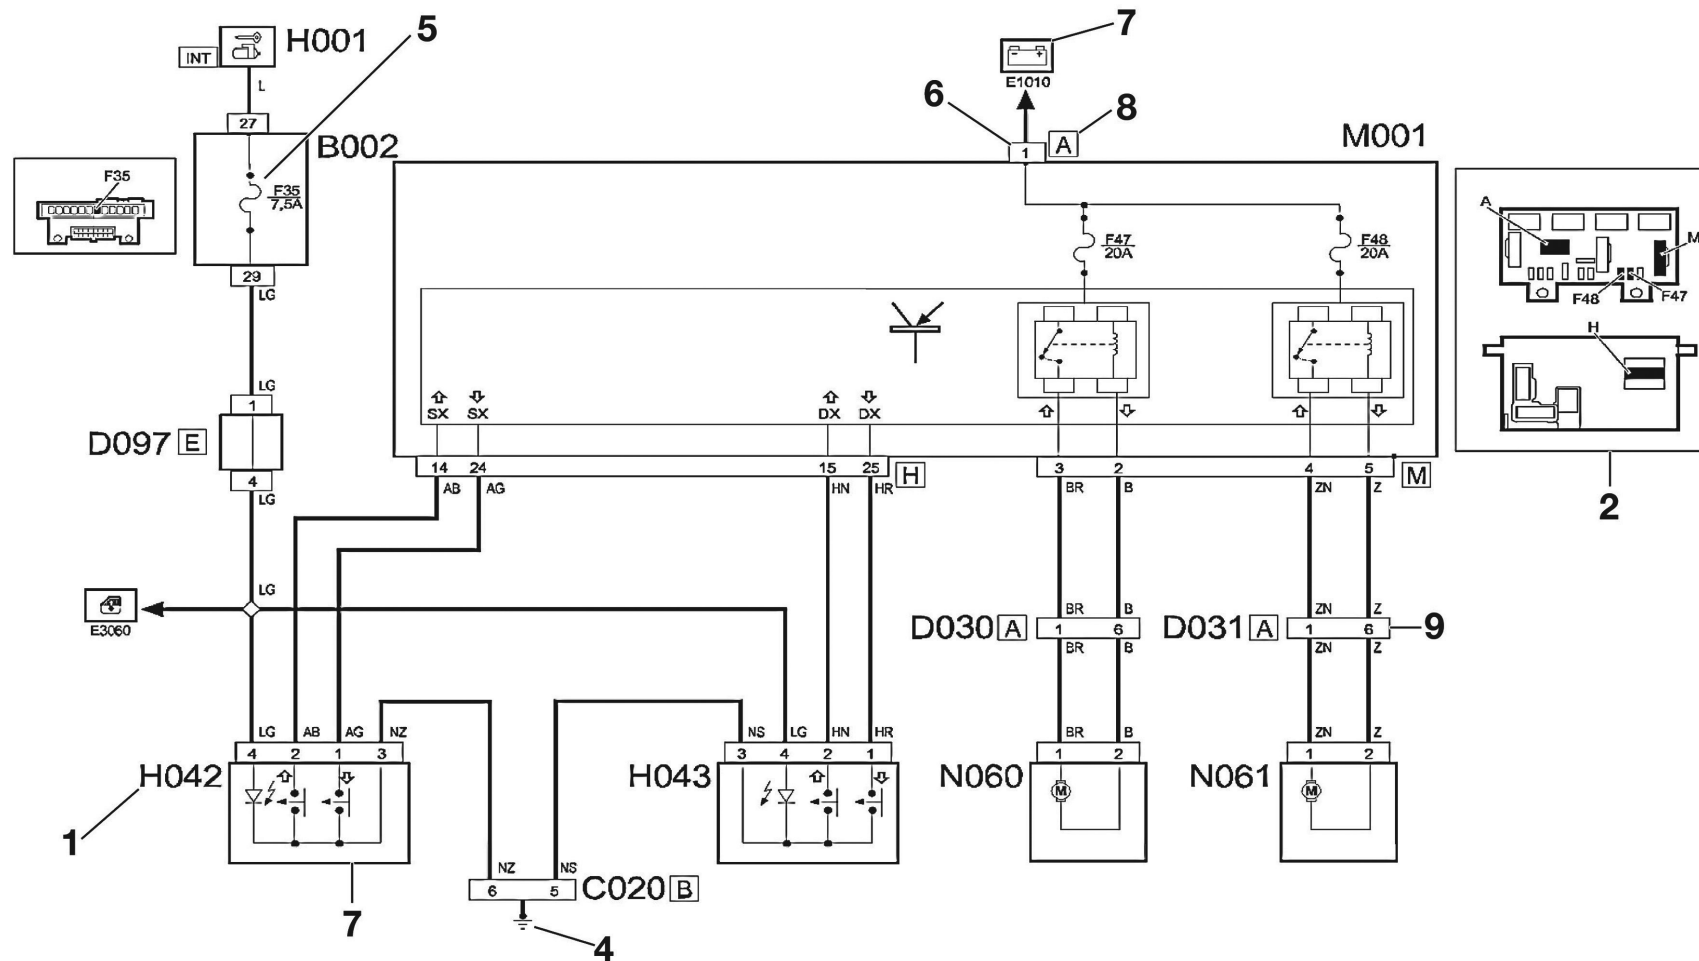 INT
H001
5
L
27
B002
F35
F35
7,5A
29
LG
LG
1
D097 E
4
LG
LG
E3060
7
E1010
6
8
1 A
M001
F47
20A
F48
20A
SX SX DX DX
14 24 15 25 H
AB AG HN HR
3 2 4 5 M
BR B ZN Z
A
M
F48 F47
H
2
BR B ZN Z
D030 A 1 6
D031 A 1 6 9
BR B ZN Z
LG AB AG NZ
4 2 1 3
H042
1
7
NS LG HN HR
3 4 2 1
H043
BR B
1 2
N060
M
ZN Z
1 2
N061
M
NZ NS
6 5 C020 B
4